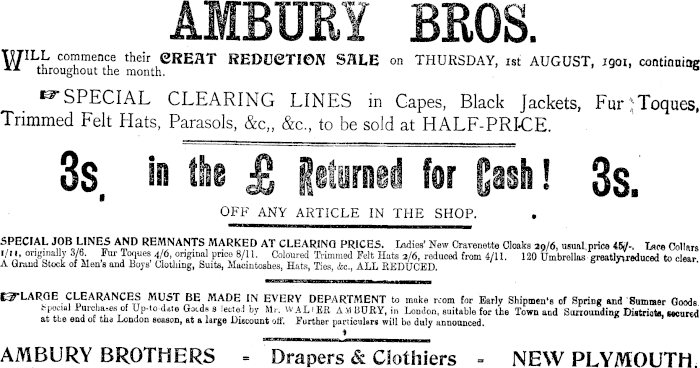 AMBURY BROS.
WILL commence their GREAT REDUCTION SALE on THURSDAY, 1st AUGUST, 1901, continuing
throughout the month.
☞ SPECIAL CLEARING LINES in Capes, Black Jackets, Fur Toques,
Trimmed Felt Hats, Parasols, &c,, &c., to be sold at HALF-PRICE.
3s. in the £ Returned for Cash! 3s.
OFF ANY ARTICLE IN THE SHOP.
SPECIAL JOB LINES AND REMNANTS MARKED AT CLEARING PRICES. Ladies' New Cravenette Cloaks 29/6, usual price 45/-. Lace Collars
1/11, originally 3/6. Fur Toques 4/6, original price 8/11. Coloured Trimmed Felt Hats 2/6, reduced from 4/11. 120 Umbrellas greatly reduced to clear.
A Grand Stock of Men's and Boys' Clothing, Suits, Macintoshes, Hats, Ties, &c., ALL REDUCED.
☞ LARGE CLEARANCES MUST BE MADE IN EVERY DEPARTMENT to make room for Early Shipmen's of Spring and Summer Goods.
Special Purchases of Up-to-date Goods selected by Mr. WALTER AMBURY, in London, suitable for the Town and Surrounding Districts, secured
at the end of the London season, at a large Discount off. Further particulars will be duly announced.
AMBURY BROTHERS - Drapers & Clothiers - NEW PLYMOUTH.